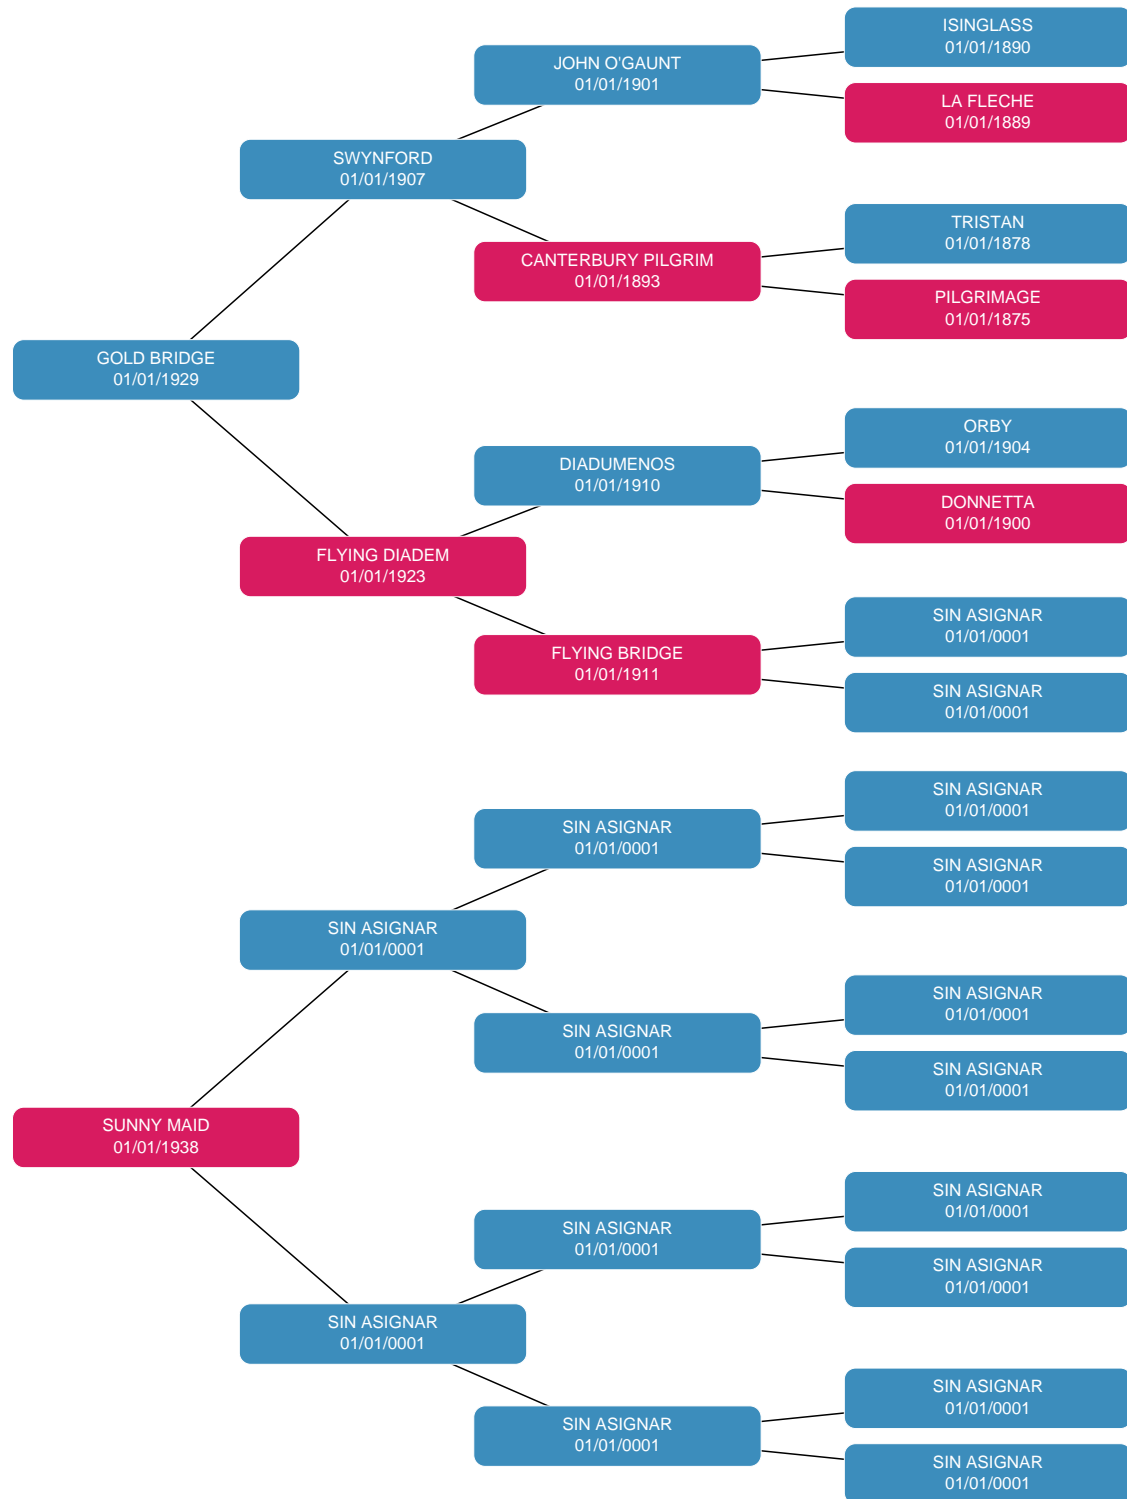 ISINGLASS
01/01/1890
JOHN O'GAUNT
01/01/1901
LA FLECHE
01/01/1889
SWYNFORD
01/01/1907
TRISTAN
01/01/1878
CANTERBURY PILGRIM
01/01/1893
PILGRIMAGE
01/01/1875
GOLD BRIDGE
01/01/1929
ORBY
01/01/1904
DIADUMENOS
01/01/1910
DONNETTA
01/01/1900
FLYING DIADEM
01/01/1923
SIN ASIGNAR
01/01/0001
FLYING BRIDGE
01/01/1911
SIN ASIGNAR
01/01/0001
SIN ASIGNAR
01/01/0001
SIN ASIGNAR
01/01/0001
SIN ASIGNAR
01/01/0001
SIN ASIGNAR
01/01/0001
SIN ASIGNAR
01/01/0001
SIN ASIGNAR
01/01/0001
SIN ASIGNAR
01/01/0001
SUNNY MAID
01/01/1938
SIN ASIGNAR
01/01/0001
SIN ASIGNAR
01/01/0001
SIN ASIGNAR
01/01/0001
SIN ASIGNAR
01/01/0001
SIN ASIGNAR
01/01/0001
SIN ASIGNAR
01/01/0001
SIN ASIGNAR
01/01/0001